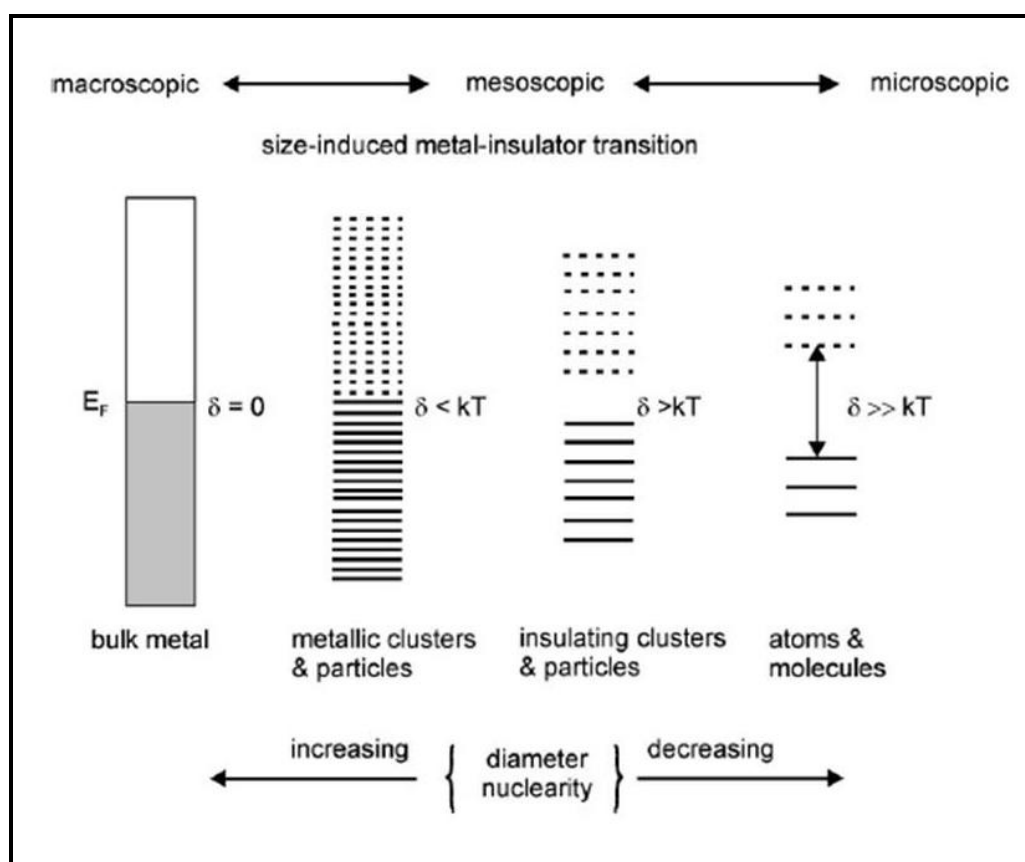 macroscopic mesoscopic microscopic
size-induced metal-insulator transition
E_F δ = 0 δ < kT δ >kT δ >> kT
bulk metal metallic clusters insulating clusters atoms &
& particles & particles molecules
increasing { diameter } decreasing
nuclearity